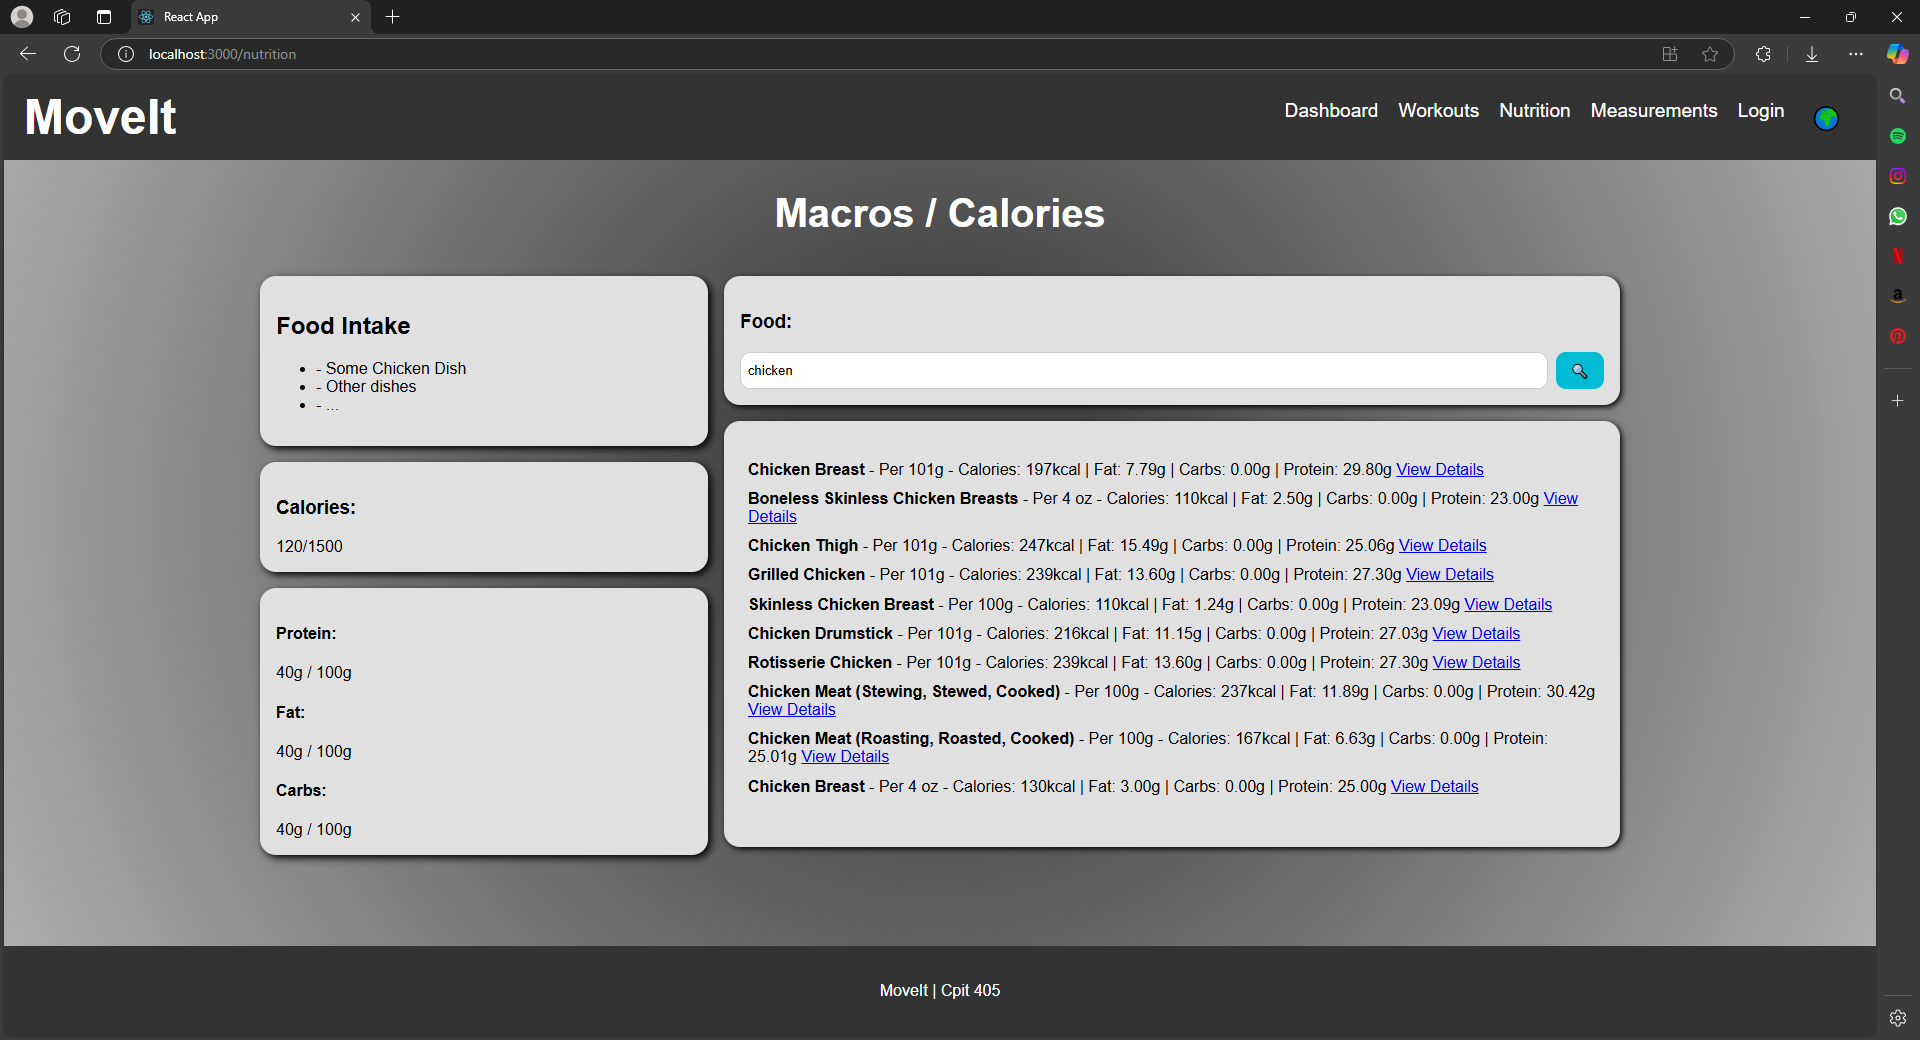 React App
localhost:3000/nutrition
MoveIt
Dashboard Workouts Nutrition Measurements Login
Macros / Calories
Food Intake
- Some Chicken Dish
- Other dishes
- ...
Calories:
120/1500
Protein:
40g / 100g
Fat:
40g / 100g
Carbs:
40g / 100g
Food:
chicken
Chicken Breast - Per 101g - Calories: 197kcal | Fat: 7.79g | Carbs: 0.00g | Protein: 29.80g View Details
Boneless Skinless Chicken Breasts - Per 4 oz - Calories: 110kcal | Fat: 2.50g | Carbs: 0.00g | Protein: 23.00g View
Details
Chicken Thigh - Per 101g - Calories: 247kcal | Fat: 15.49g | Carbs: 0.00g | Protein: 25.06g View Details
Grilled Chicken - Per 101g - Calories: 239kcal | Fat: 13.60g | Carbs: 0.00g | Protein: 27.30g View Details
Skinless Chicken Breast - Per 100g - Calories: 110kcal | Fat: 1.24g | Carbs: 0.00g | Protein: 23.09g View Details
Chicken Drumstick - Per 101g - Calories: 216kcal | Fat: 11.15g | Carbs: 0.00g | Protein: 27.03g View Details
Rotisserie Chicken - Per 101g - Calories: 239kcal | Fat: 13.60g | Carbs: 0.00g | Protein: 27.30g View Details
Chicken Meat (Stewing, Stewed, Cooked) - Per 100g - Calories: 237kcal | Fat: 11.89g | Carbs: 0.00g | Protein: 30.42g
View Details
Chicken Meat (Roasting, Roasted, Cooked) - Per 100g - Calories: 167kcal | Fat: 6.63g | Carbs: 0.00g | Protein:
25.01g View Details
Chicken Breast - Per 4 oz - Calories: 130kcal | Fat: 3.00g | Carbs: 0.00g | Protein: 25.00g View Details
MoveIt | Cpit 405